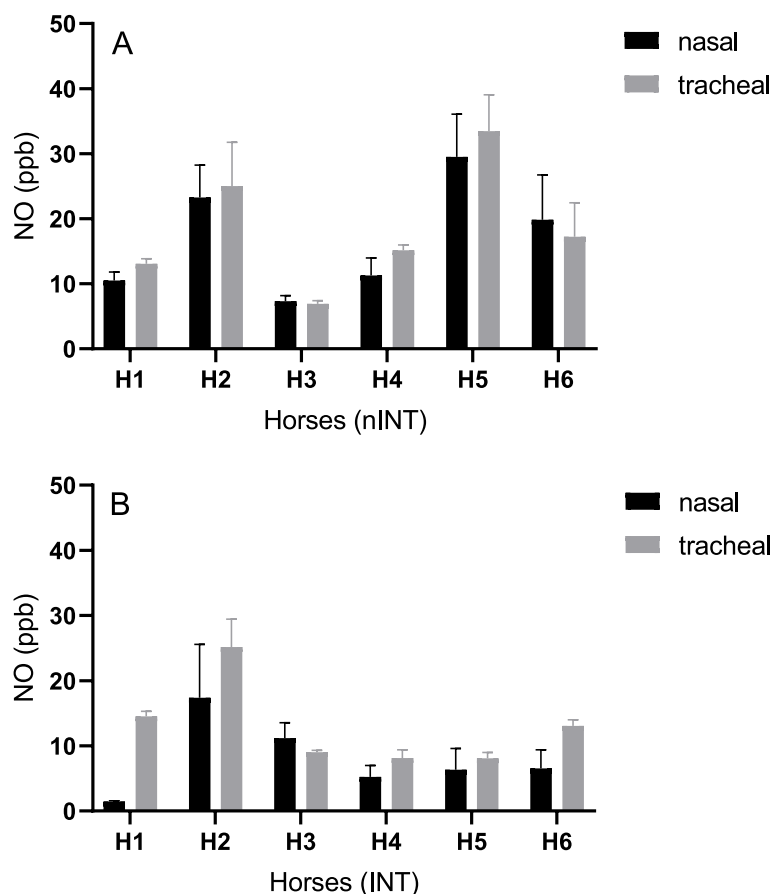 A
nasal
tracheal
NO (ppb)
50
40
30
20
10
0
H1 H2 H3 H4 H5 H6
Horses (nINT)
B
nasal
tracheal
NO (ppb)
50
40
30
20
10
0
H1 H2 H3 H4 H5 H6
Horses (INT)